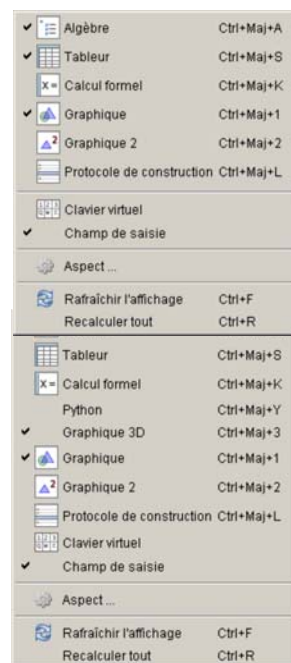 Algèbre Ctrl+Maj+A
Tableur Ctrl+Maj+S
Calcul formel Ctrl+Maj+K
Graphique Ctrl+Maj+1
Graphique 2 Ctrl+Maj+2
Protocole de construction Ctrl+Maj+L
Clavier virtuel
Champ de saisie
Aspect ...
Rafraîchir l'affichage Ctrl+F
Recalculer tout Ctrl+R
Tableur Ctrl+Maj+S
Calcul formel Ctrl+Maj+K
Python Ctrl+Maj+Y
Graphique 3D Ctrl+Maj+3
Graphique Ctrl+Maj+1
Graphique 2 Ctrl+Maj+2
Protocole de construction Ctrl+Maj+L
Clavier virtuel
Champ de saisie
Aspect ...
Rafraîchir l'affichage Ctrl+F
Recalculer tout Ctrl+R